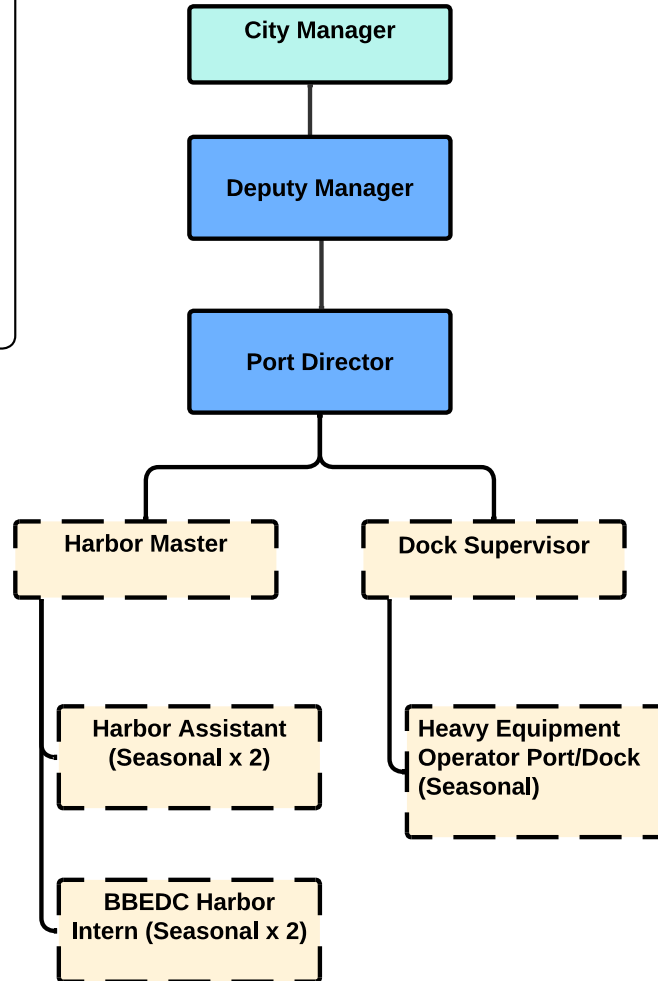 City Manager
Deputy Manager
Port Director
Harbor Master
Dock Supervisor
Harbor Assistant
(Seasonal x 2)
Heavy Equipment
Operator Port/Dock
(Seasonal)
BBEDC Harbor
Intern (Seasonal x 2)